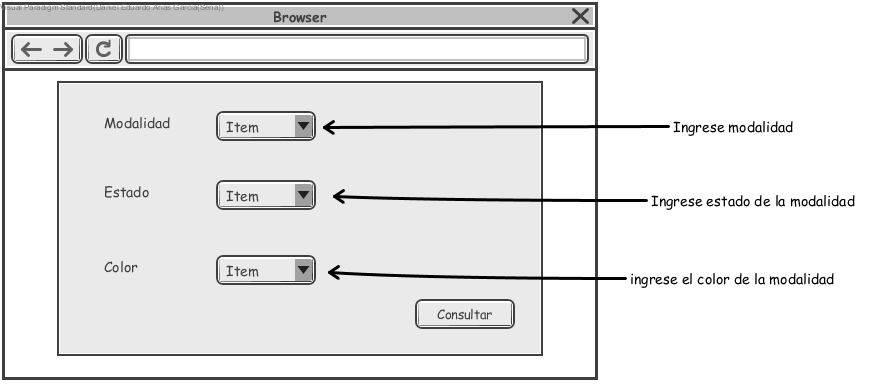 Visual Paradigm Standard(Daniel Eduardo Arias Garcia(Sena))
Browser
Modalidad
Item
Ingrese modalidad
Estado
Item
Ingrese estado de la modalidad
Color
Item
ingrese el color de la modalidad
Consultar